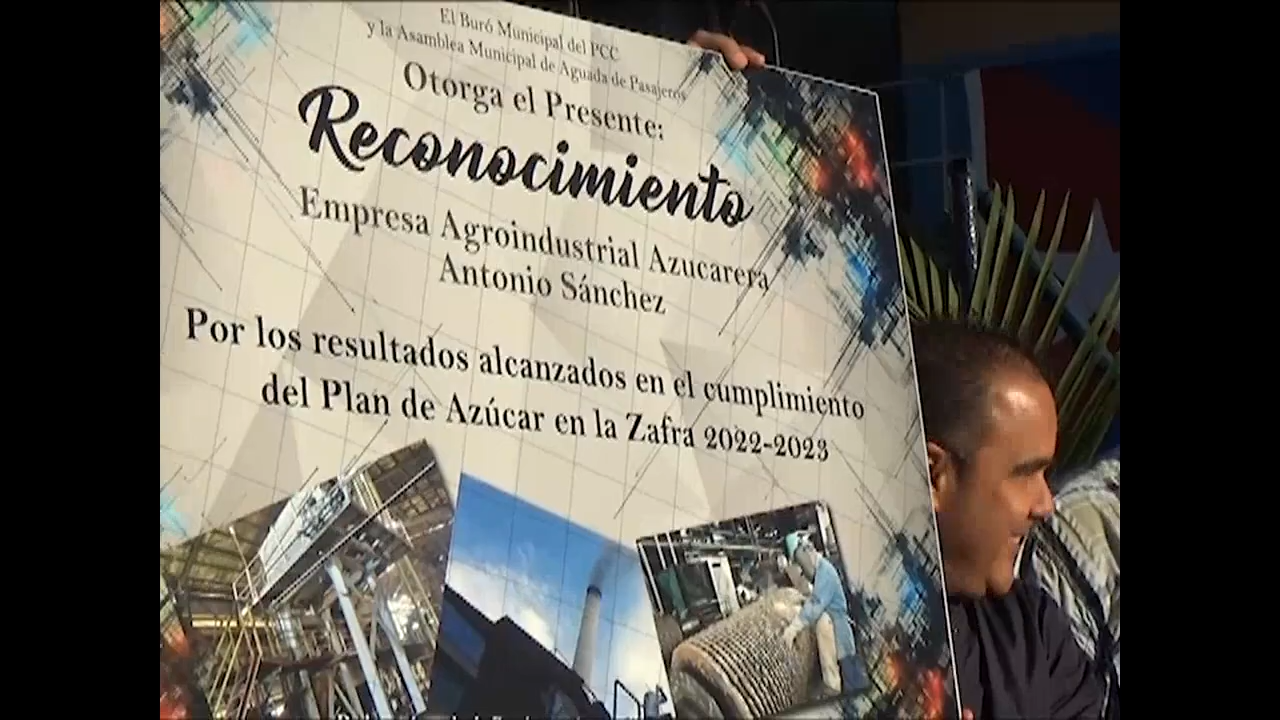 El Buró Municipal del PCC
y la Asamblea Municipal de Aguada de Pasajeros
Otorga el Presente:
Reconocimiento
Empresa Agroindustrial Azucarera
Antonio Sánchez
Por los resultados alcanzados en el cumplimiento
del Plan de Azúcar en la Zafra 2022-2023